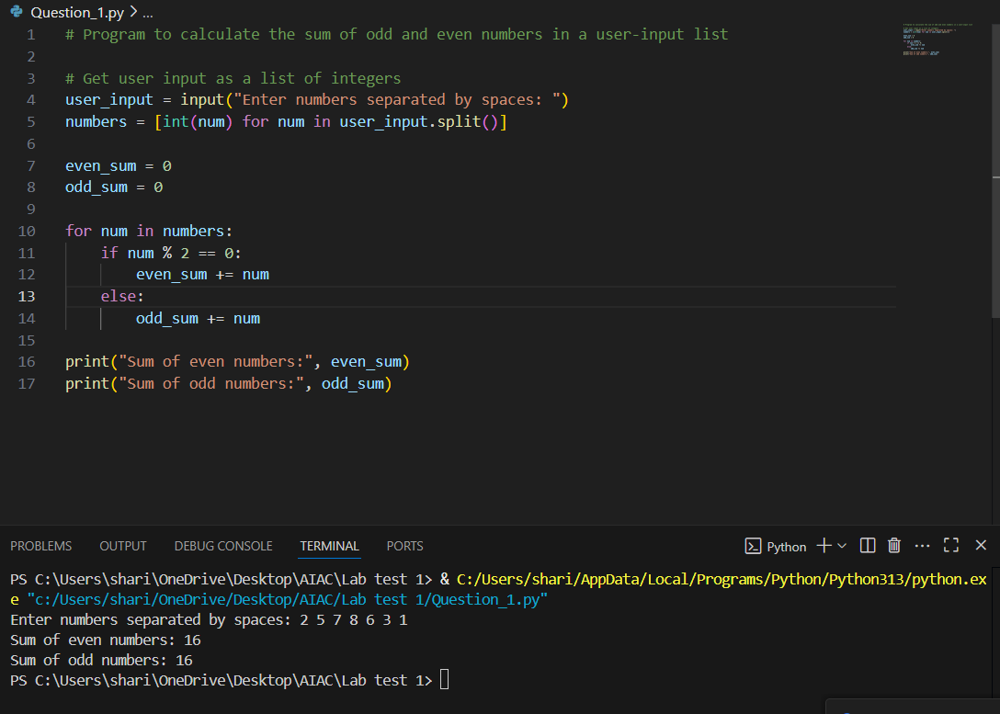 Question_1.py > ...
1 # Program to calculate the sum of odd and even numbers in a user-input list
2
3 # Get user input as a list of integers
4 user_input = input("Enter numbers separated by spaces: ")
5 numbers = [int(num) for num in user_input.split()]
6
7 even_sum = 0
8 odd_sum = 0
9
10 for num in numbers:
11     if num % 2 == 0:
12         even_sum += num
13     else:
14         odd_sum += num
15
16 print("Sum of even numbers:", even_sum)
17 print("Sum of odd numbers:", odd_sum)
PROBLEMS OUTPUT DEBUG CONSOLE TERMINAL PORTS Python
PS C:\Users\shari\OneDrive\Desktop\AIAC\Lab test 1> & C:/Users/shari/AppData/Local/Programs/Python/Python313/python.ex
e "c:/Users/shari/OneDrive/Desktop/AIAC/Lab test 1/Question_1.py"
Enter numbers separated by spaces: 2 5 7 8 6 3 1
Sum of even numbers: 16
Sum of odd numbers: 16
PS C:\Users\shari\OneDrive\Desktop\AIAC\Lab test 1>